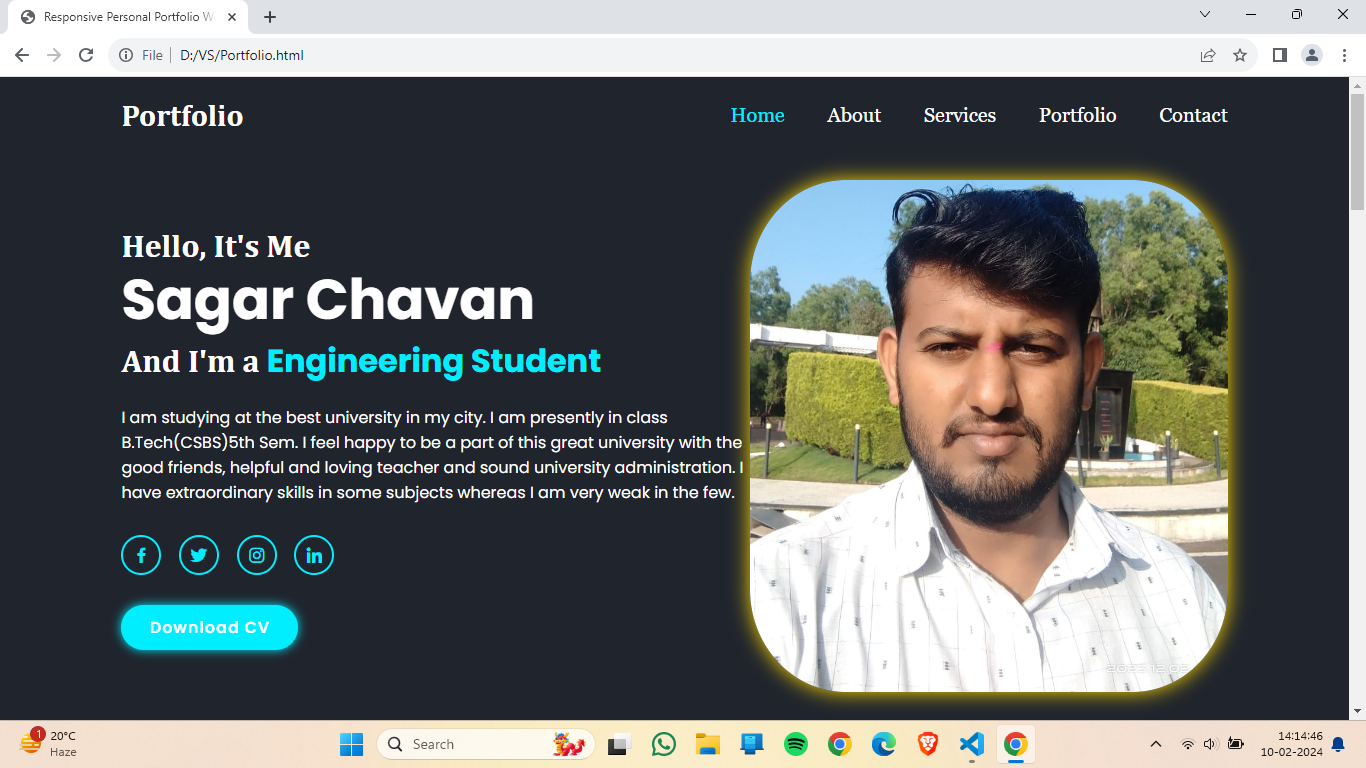 Responsive Personal Portfolio W
File
D:/VS/Portfolio.html
Portfolio
Home
About
Services
Portfolio
Contact
Hello, It's Me
Sagar Chavan
And I'm a Engineering Student
I am studying at the best university in my city. I am presently in class
B.Tech(CSBS)5th Sem. I feel happy to be a part of this great university with the
good friends, helpful and loving teacher and sound university administration. I
have extraordinary skills in some subjects whereas I am very weak in the few.
Download CV
1
20°C
Haze
Search
14:14:46
10-02-2024